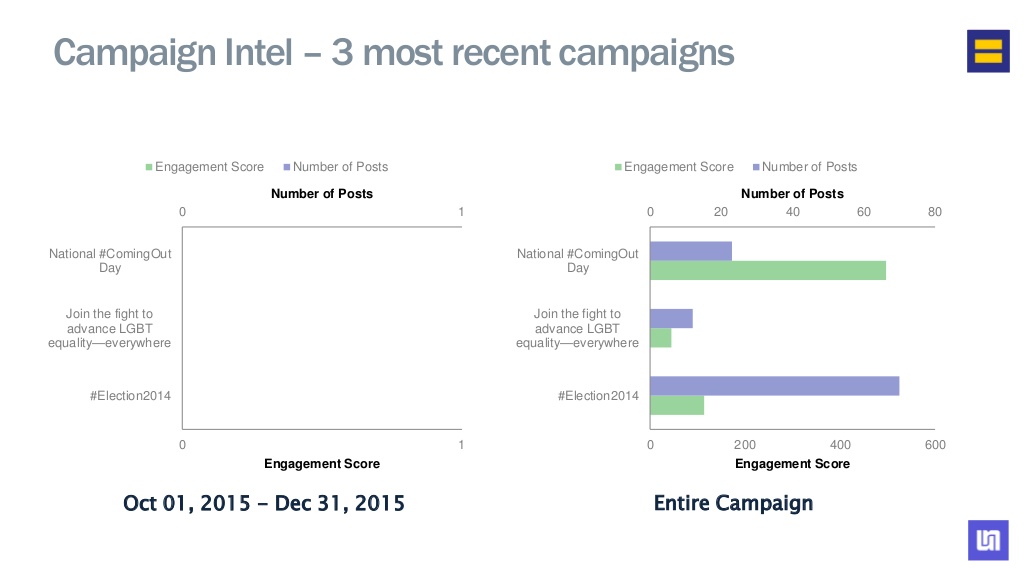 Campaign Intel – 3 most recent campaigns
Engagement Score Number of Posts
Number of Posts
0 1
National #ComingOut
Day
Join the fight to
advance LGBT
equality—everywhere
#Election2014
0 1
Engagement Score
Oct 01, 2015 – Dec 31, 2015
Engagement Score Number of Posts
Number of Posts
0 20 40 60 80
National #ComingOut
Day
Join the fight to
advance LGBT
equality—everywhere
#Election2014
0 200 400 600
Engagement Score
Entire Campaign